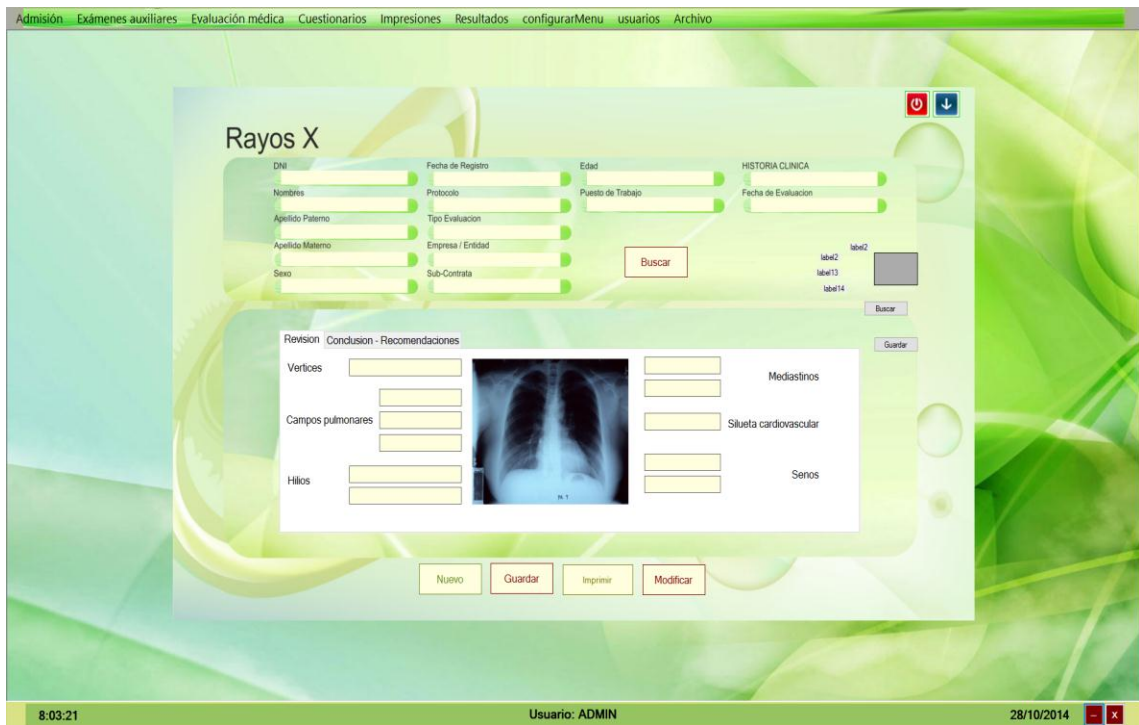 Admisión Exámenes auxiliares Evaluación médica Cuestionarios Impresiones Resultados configurarMenu usuarios Archivo
Rayos X
DNI Fecha de Registro Edad HISTORIA CLINICA
Nombres Protocolo Puesto de Trabajo Fecha de Evaluacion
Apellido Paterno Tipo Evaluacion
Apellido Materno Empresa / Entidad
Buscar
label2
label2
Sexo Sub-Contrata label13
label14
Buscar
Revision Conclusion - Recomendaciones
Guardar
Vertices
Mediastinos
Campos pulmonares
Silueta cardiovascular
Hilios
Senos
N. T
Nuevo Guardar Imprimir Modificar
8:03:21 Usuario: ADMIN 28/10/2014 – X